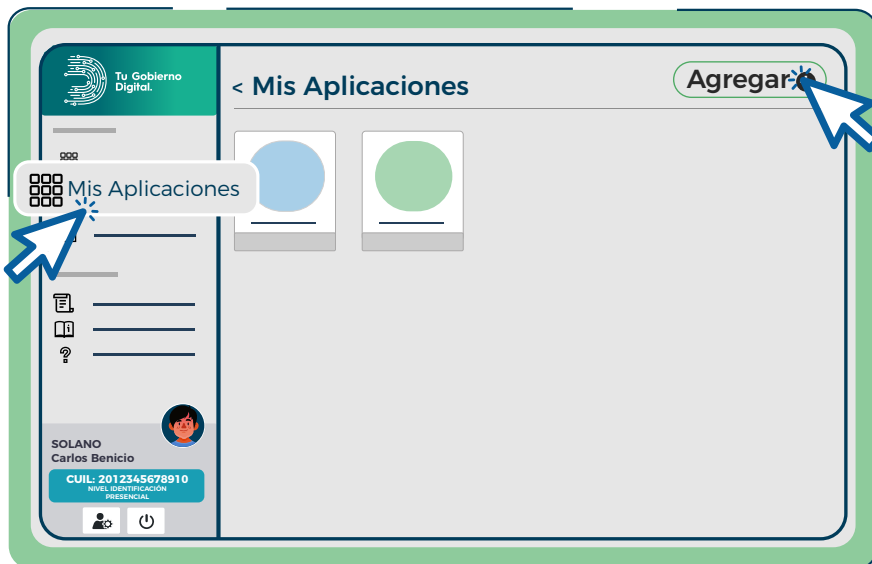 Tu Gobierno
Digital.
< Mis Aplicaciones
Agregar
Mis Aplicaciones
SOLANO
Carlos Benicio
CUIL: 2012345678910
NIVEL IDENTIFICACIÓN
PRESENCIAL